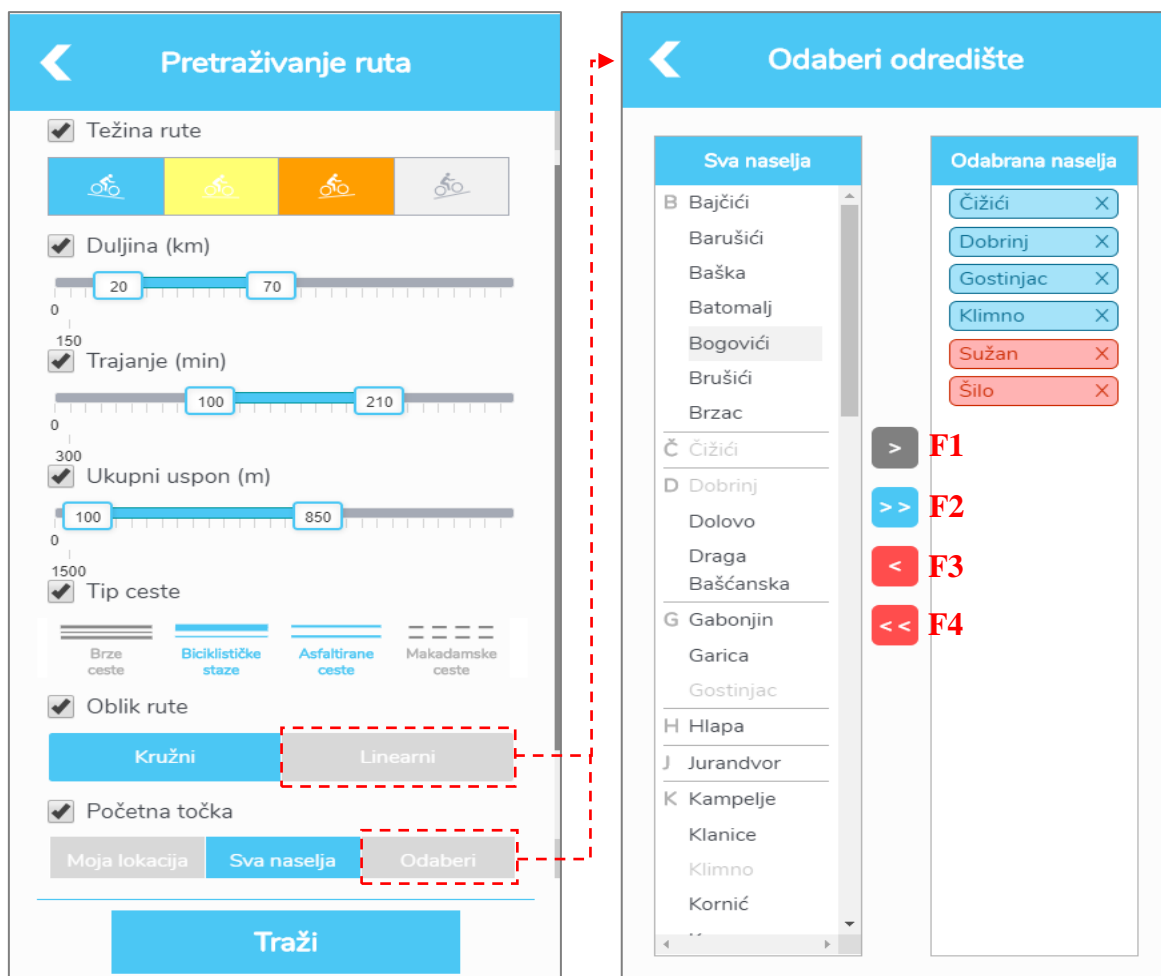 Pretraživanje ruta
Težina rute
Duljina (km)
20
70
0
150
Trajanje (min)
100
210
0
300
Ukupni uspon (m)
100
850
0
1500
Tip ceste
Brze
ceste
Biciklističke
staze
Asfaltirane
ceste
Makadamske
ceste
Oblik rute
Kružni
Linearni
Početna točka
Moja lokacija
Sva naselja
Odaberi
Traži
Odaberi odredište
Sva naselja
B Bajčići
Barušići
Baška
Batomalj
Bogovići
Brušići
Brzac
Č Čižići
D Dobrinj
Dolovo
Draga
Bašćanska
G Gabonjin
Garica
Gostinjac
H Hlapa
J Jurandvor
K Kampelje
Klanice
Klimno
Kornić
> F1
>> F2
< F3
<< F4
Odabrana naselja
Čižići X
Dobrinj X
Gostinjac X
Klimno X
Sužan X
Šilo X